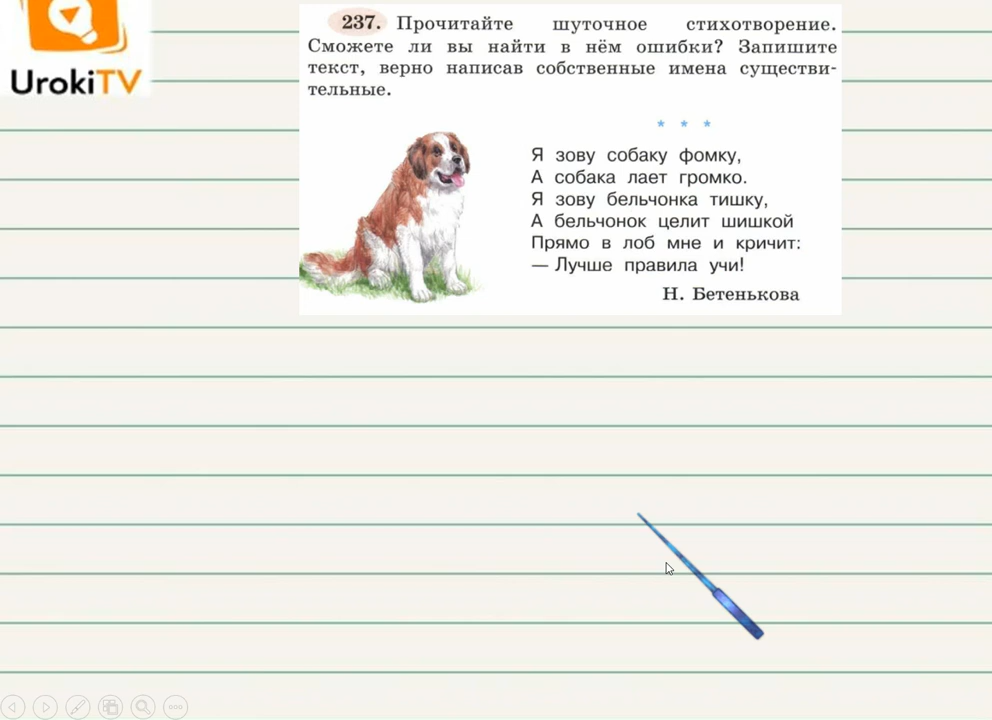 UrokiTV
237. Прочитайте шуточное стихотворение.
Сможете ли вы найти в нём ошибки? Запишите
текст, верно написав собственные имена существи-
тельные.
* * *
Я зову собаку фомку,
А собака лает громко.
Я зову бельчонка тишку,
А бельчонок целит шишкой
Прямо в лоб мне и кричит:
— Лучше правила учи!
Н. Бетенькова